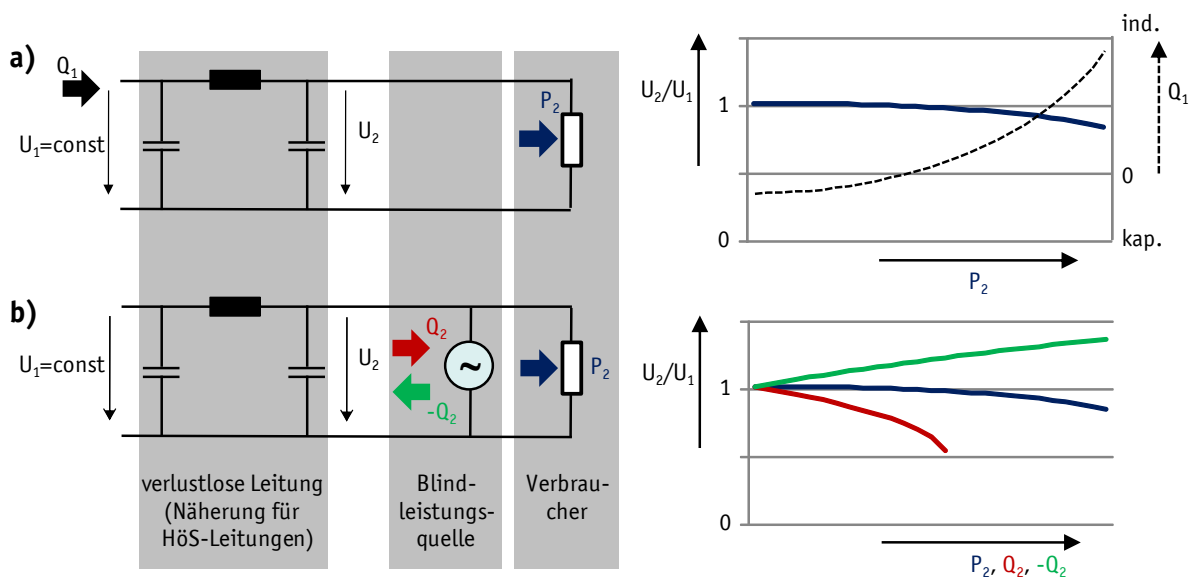 a)
Q1
U1=const
U2
P2
U2/U1
1
0
ind.
Q1
0
kap.
P2
b)
U1=const
U2
Q2
-Q2
~
P2
verlustlose Leitung
(Näherung für
HöS-Leitungen)
Blind-
leistungs-
quelle
Verbrau-
cher
U2/U1
1
0
P2, Q2, -Q2